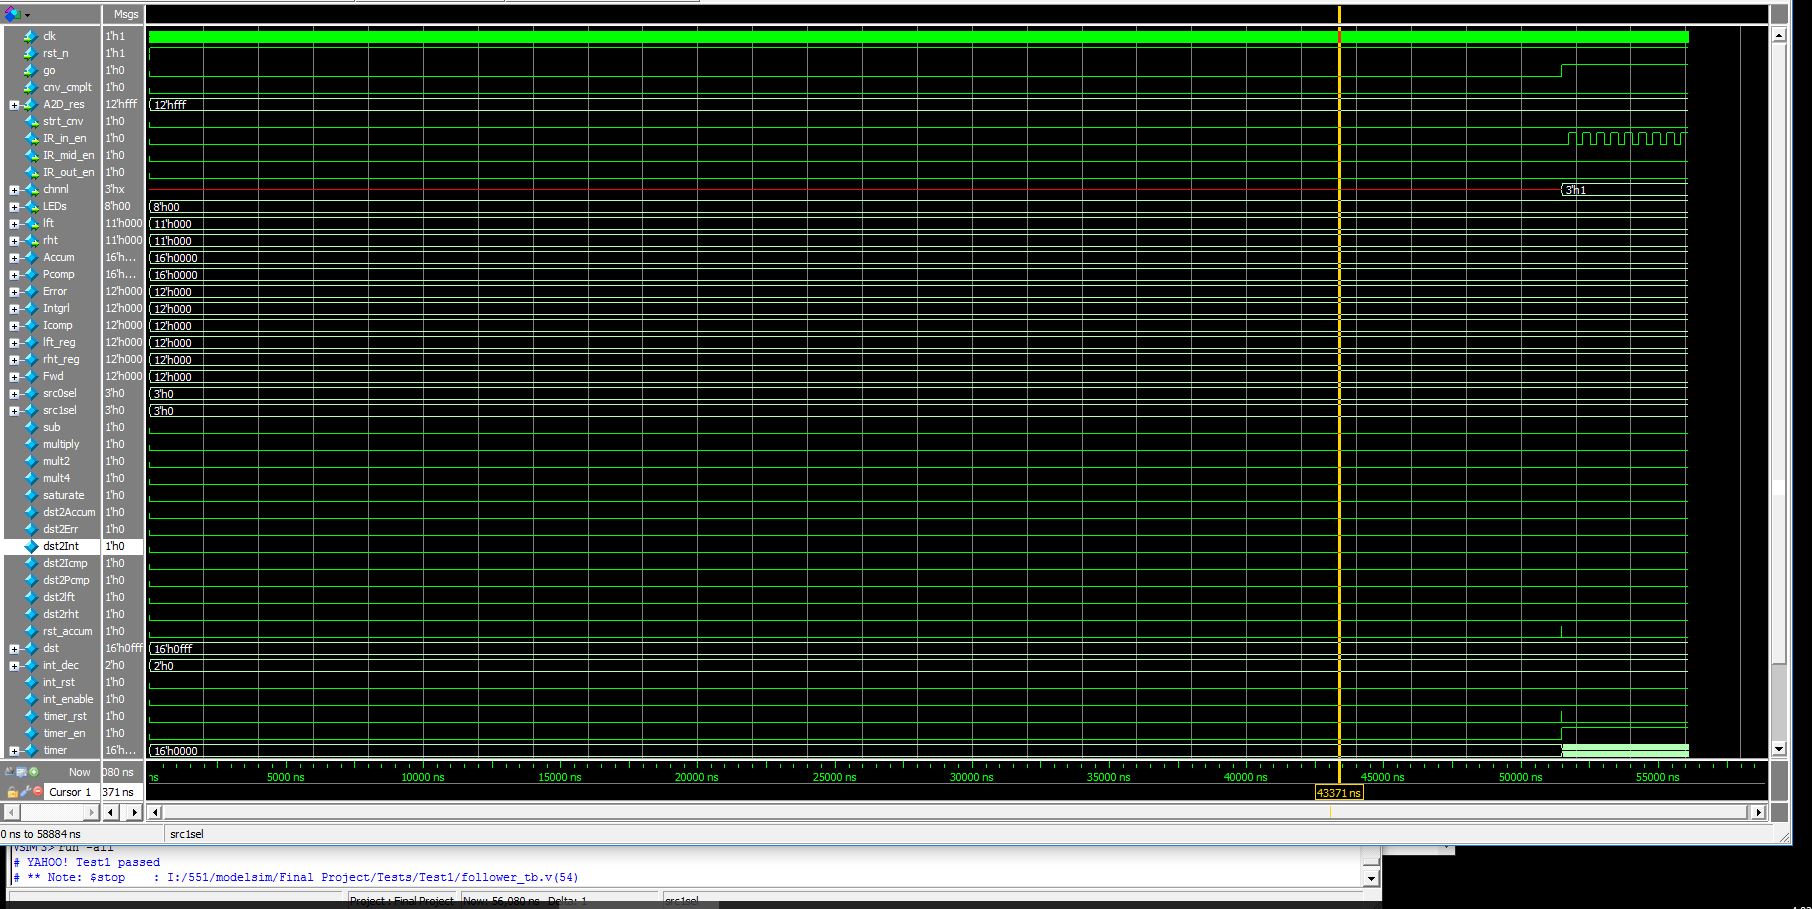 Msgs
clk 1'h1
rst_n 1'h1
go 1'h0
cnv_cmplt 1'h0
A2D_res 12'hfff 12'hfff
strt_cnv 1'h0
IR_in_en 1'h0
IR_mid_en 1'h0
IR_out_en 1'h0
chnnl 3'hx 3'h1
LEDs 8'h00 8'h00
lft 11'h000 11'h000
rht 11'h000 11'h000
Accum 16'h... 16'h0000
Pcomp 16'h... 16'h0000
Error 12'h000 12'h000
Intgrl 12'h000 12'h000
Icomp 12'h000 12'h000
lft_reg 12'h000 12'h000
rht_reg 12'h000 12'h000
Fwd 12'h000 12'h000
src0sel 3'h0 3'h0
src1sel 3'h0 3'h0
sub 1'h0
multiply 1'h0
mult2 1'h0
mult4 1'h0
saturate 1'h0
dst2Accum 1'h0
dst2Err 1'h0
dst2Int 1'h0
dst2Icmp 1'h0
dst2Pcmp 1'h0
dst2lft 1'h0
dst2rht 1'h0
rst_accum 1'h0
dst 16'h0fff 16'h0fff
int_dec 2'h0 2'h0
int_rst 1'h0
int_enable 1'h0
timer_rst 1'h0
timer_en 1'h0
timer 16'h... 16'h0000
Now 080 ns ns 5000 ns 10000 ns 15000 ns 20000 ns 25000 ns 30000 ns 35000 ns 40000 ns 45000 ns 50000 ns 55000 ns
Cursor 1 371 ns 43371 ns
0 ns to 58884 ns src1sel
VSIM 3> run -all
# YAHOO! Test1 passed
# ** Note: $stop : I:/551/modelsim/Final Project/Tests/Test1/follower_tb.v(54)
Project : Final Project Now: 56,080 ns Delta: 1 src1sel